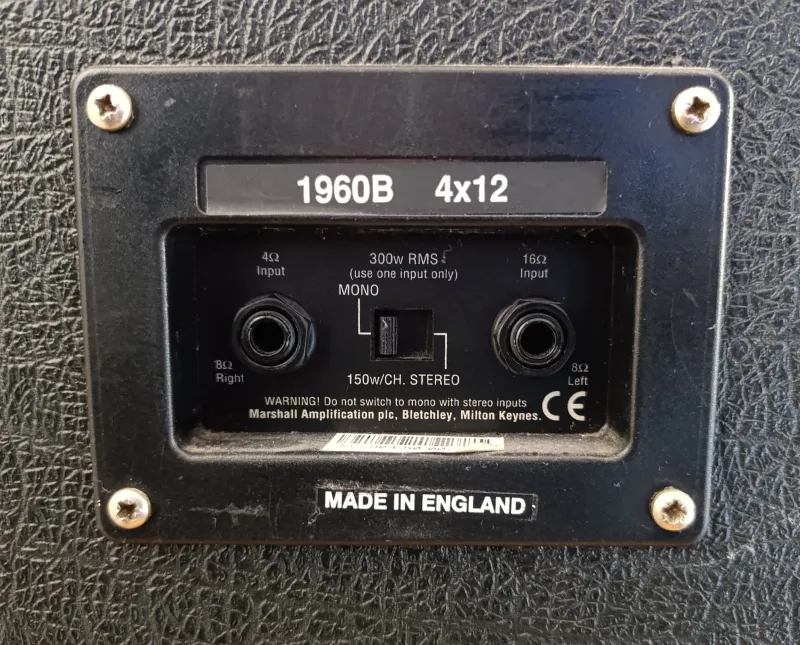 1960B 4x12
4Ω 300w RMS 16Ω
Input (use one input only) Input
MONO
8Ω 8Ω
Right Left
150w/CH. STEREO
WARNING! Do not switch to mono with stereo inputs
Marshall Amplification plc, Bletchley, Milton Keynes. CE
MADE IN ENGLAND